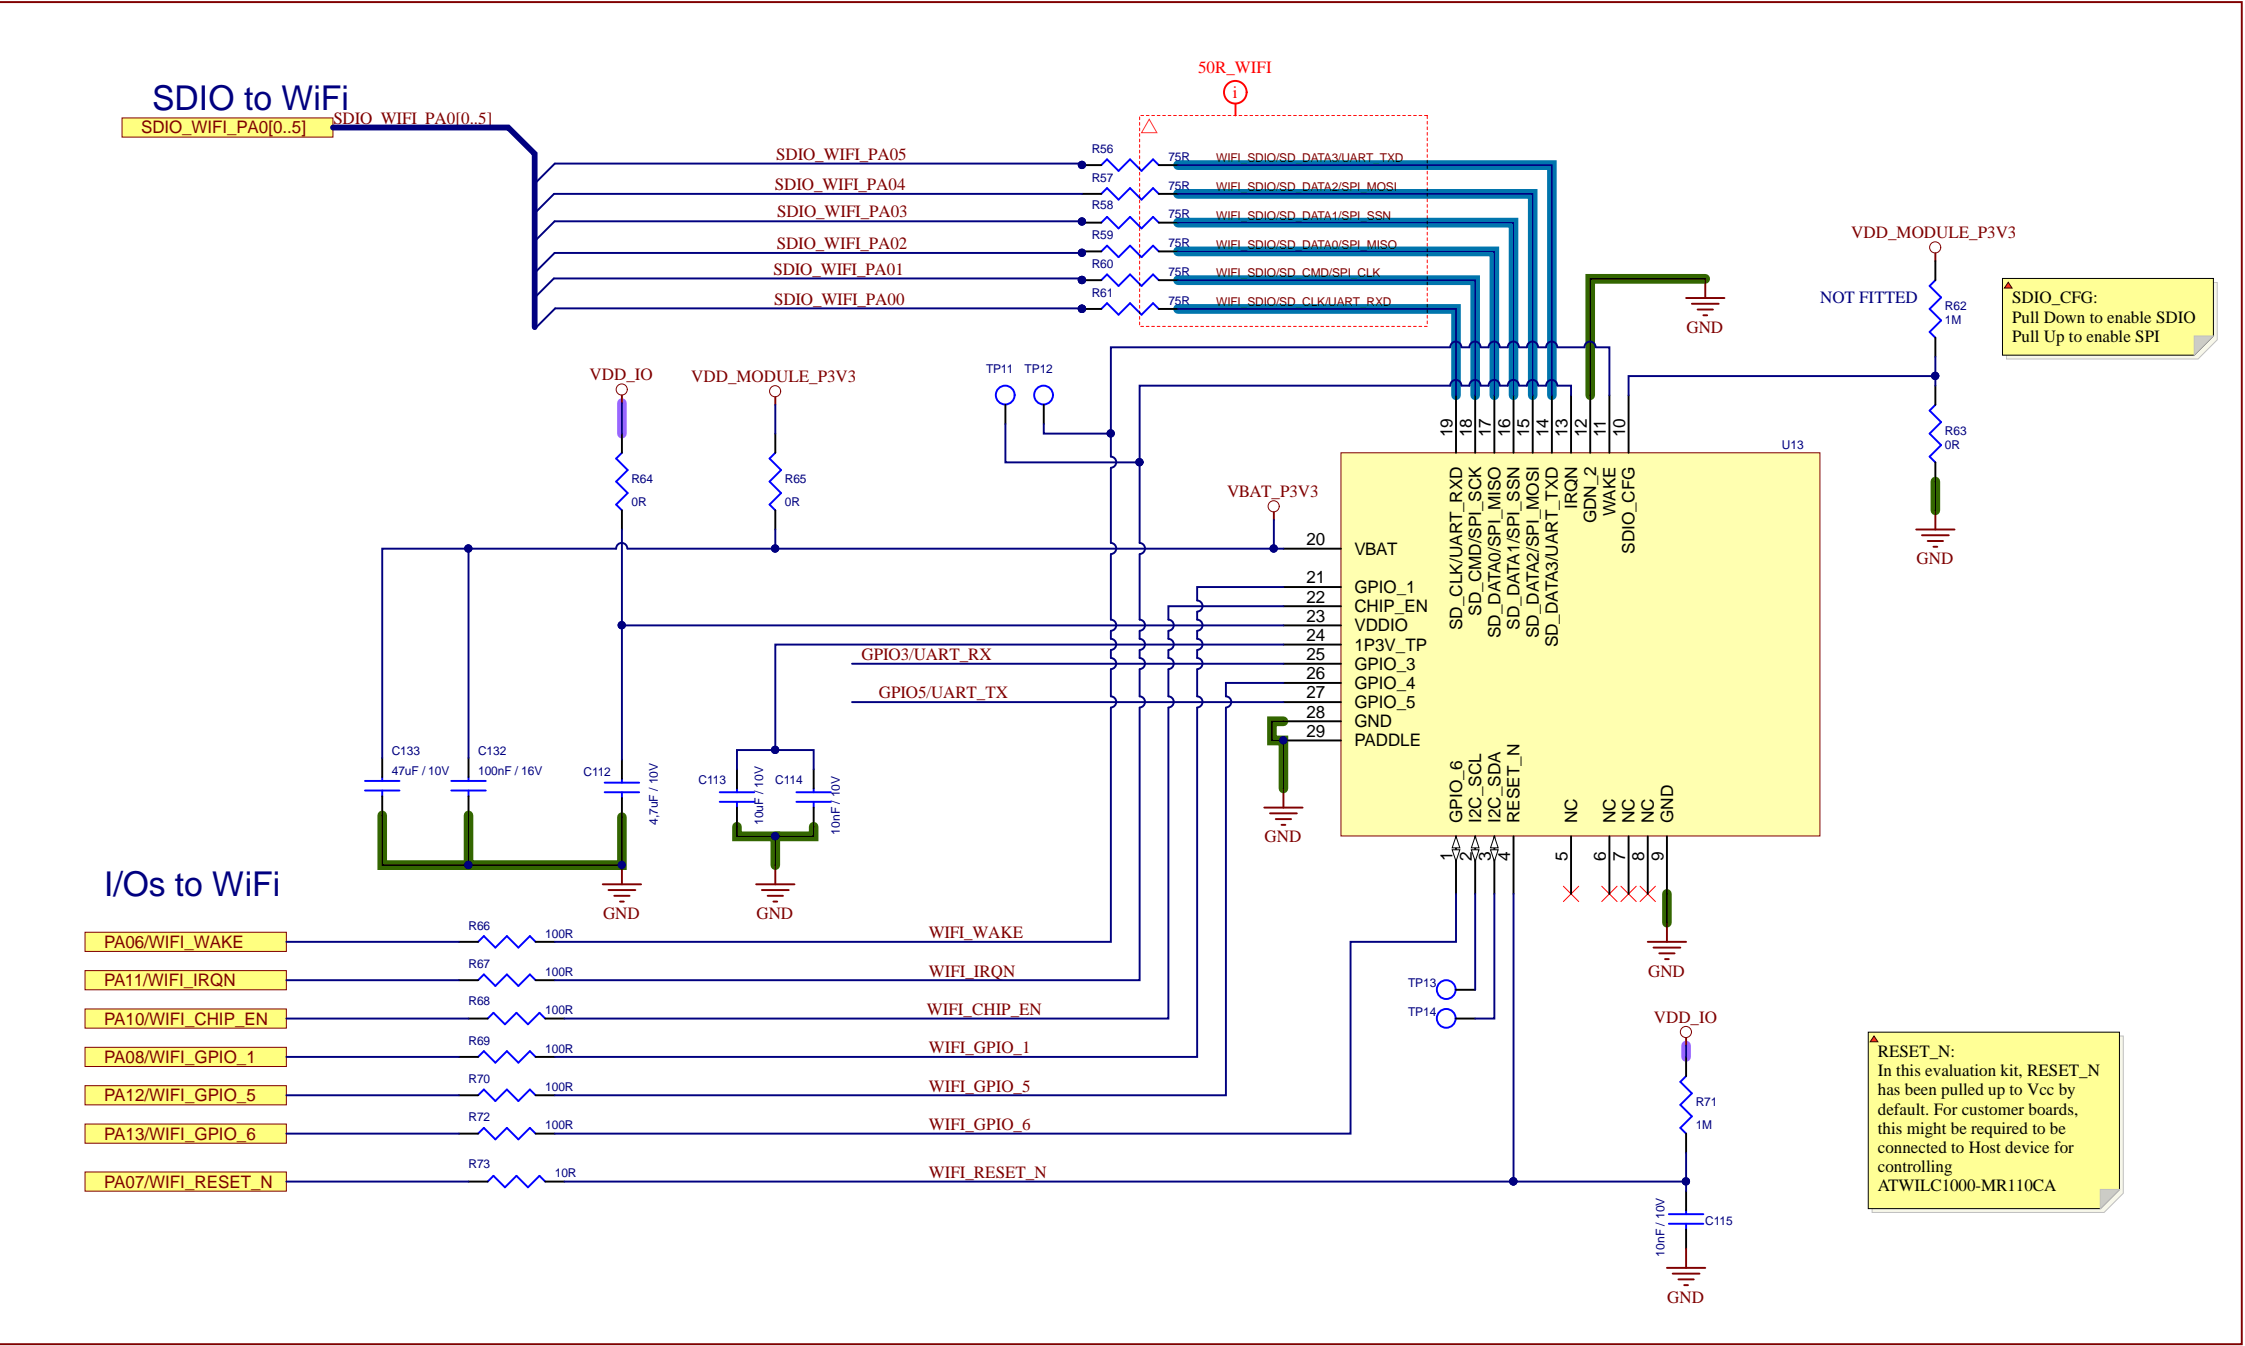 50R_WIFI
i
SDIO to WiFi
SDIO_WIFI_PA0[0..5]
SDIO_WIFI_PA0[0..5]
SDIO_WIFI_PA05
R56
75R
WIFI_SDIO/SD_DATA3/UART_TXD
SDIO_WIFI_PA04
R57
75R
WIFI_SDIO/SD_DATA2/SPI_MOSI
SDIO_WIFI_PA03
R58
75R
WIFI_SDIO/SD_DATA1/SPI_SSN
SDIO_WIFI_PA02
R59
75R
WIFI_SDIO/SD_DATA0/SPI_MISO
SDIO_WIFI_PA01
R60
75R
WIFI_SDIO/SD_CMD/SPI_CLK
SDIO_WIFI_PA00
R61
75R
WIFI_SDIO/SD_CLK/UART_RXD
GND
VDD_MODULE_P3V3
NOT FITTED
R62
1M
SDIO_CFG:
Pull Down to enable SDIO
Pull Up to enable SPI
R63
0R
GND
VDD_IO
VDD_MODULE_P3V3
TP11
TP12
R64
0R
R65
0R
VBAT_P3V3
U13
19
18
17
16
15
14
13
12
11
10
SD_CLK/UART_RXD
SD_CMD/SPI_SCK
SD_DATA0/SPI_MISO
SD_DATA1/SPI_SSN
SD_DATA2/SPI_MOSI
SD_DATA3/UART_TXD
IRQN
GDN_2
WAKE
SDIO_CFG
20
VBAT
21
GPIO_1
22
CHIP_EN
23
VDDIO
24
1P3V_TP
GPIO3/UART_RX
25
GPIO_3
26
GPIO_4
GPIO5/UART_TX
27
GPIO_5
28
GND
29
PADDLE
GND
GPIO_6
I2C_SCL
I2C_SDA
RESET_N
NC
NC
NC
NC
GND
1
2
3
4
5
6
7
8
9
GND
C133
47uF / 10V
C132
100nF / 16V
C112
4,7uF / 10V
C113
10uF / 10V
C114
10nF / 10V
GND
GND
I/Os to WiFi
PA06/WIFI_WAKE
R66
100R
WIFI_WAKE
PA11/WIFI_IRQN
R67
100R
WIFI_IRQN
PA10/WIFI_CHIP_EN
R68
100R
WIFI_CHIP_EN
PA08/WIFI_GPIO_1
R69
100R
WIFI_GPIO_1
PA12/WIFI_GPIO_5
R70
100R
WIFI_GPIO_5
PA13/WIFI_GPIO_6
R72
100R
WIFI_GPIO_6
PA07/WIFI_RESET_N
R73
10R
WIFI_RESET_N
TP13
TP14
VDD_IO
R71
1M
C115
10nF / 10V
GND
RESET_N:
In this evaluation kit, RESET_N
has been pulled up to Vcc by
default. For customer boards,
this might be required to be
connected to Host device for
controlling
ATWILC1000-MR110CA